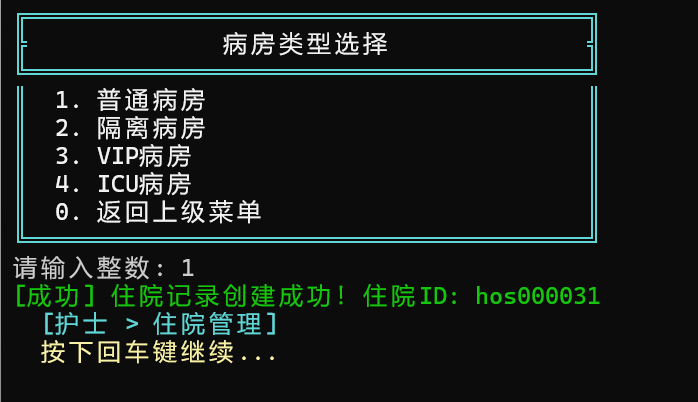 病房类型选择
1. 普通病房
2. 隔离病房
3. VIP病房
4. ICU病房
0. 返回上级菜单
请输入整数: 1
[成功] 住院记录创建成功! 住院ID: hos000031
[护士 > 住院管理]
按下回车键继续...